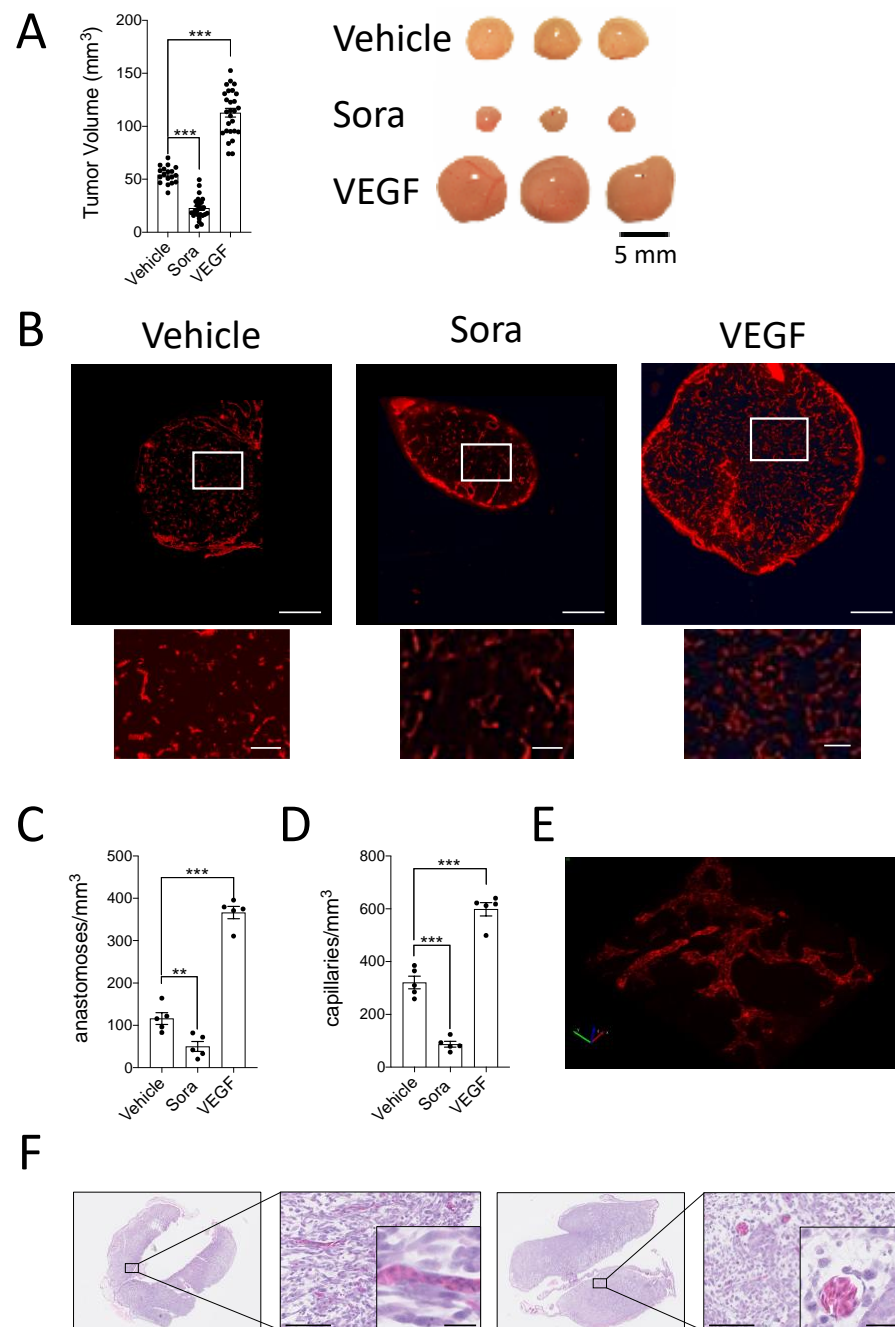 A
Tumor Volume (mm3)
200
150
100
50
0
***
***
Vehicle
Sora
VEGF
Vehicle
Sora
VEGF
5 mm
B
Vehicle
Sora
VEGF
C
anastomoses/mm3
500
400
300
200
100
0
***
**
Vehicle
Sora
VEGF
D
capillaries/mm3
800
600
400
200
0
***
***
Vehicle
Sora
VEGF
E
F